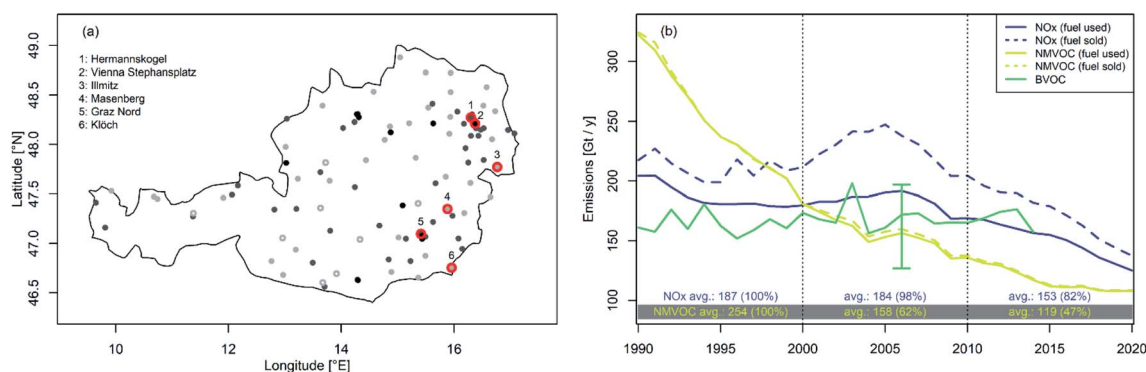 (a)
1: Hermannskogel
2: Vienna Stephansplatz
3: Illmitz
4: Masenberg
5: Graz Nord
6: Klöch
1
2
3
4
5
6
49.0
48.5
48.0
47.5
47.0
46.5
Latitude [°N]
10 12 14 16
Longitude [°E]
(b)
NOx (fuel used)
NOx (fuel sold)
NMVOC (fuel used)
NMVOC (fuel sold)
BVOC
300
250
200
150
100
Emissions [Gt / y]
NOx avg.: 187 (100%) avg.: 184 (98%) avg.: 153 (82%)
NMVOC avg.: 254 (100%) avg.: 158 (62%) avg.: 119 (47%)
1990 1995 2000 2005 2010 2015 2020